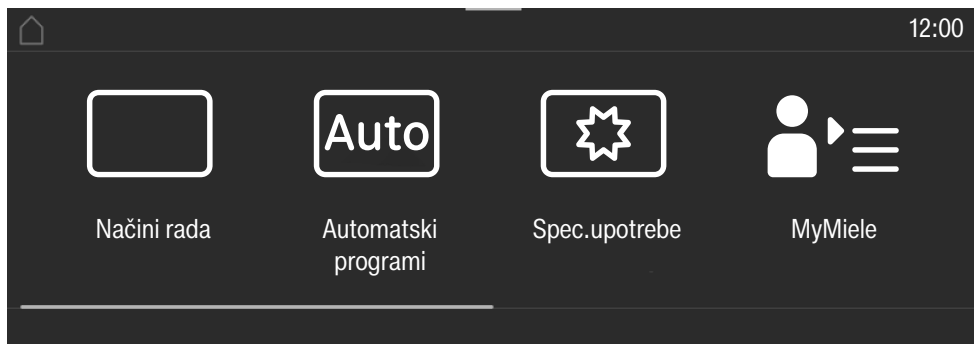 12:00
Auto
Načini rada
Automatski
programi
Spec.upotrebe
MyMiele